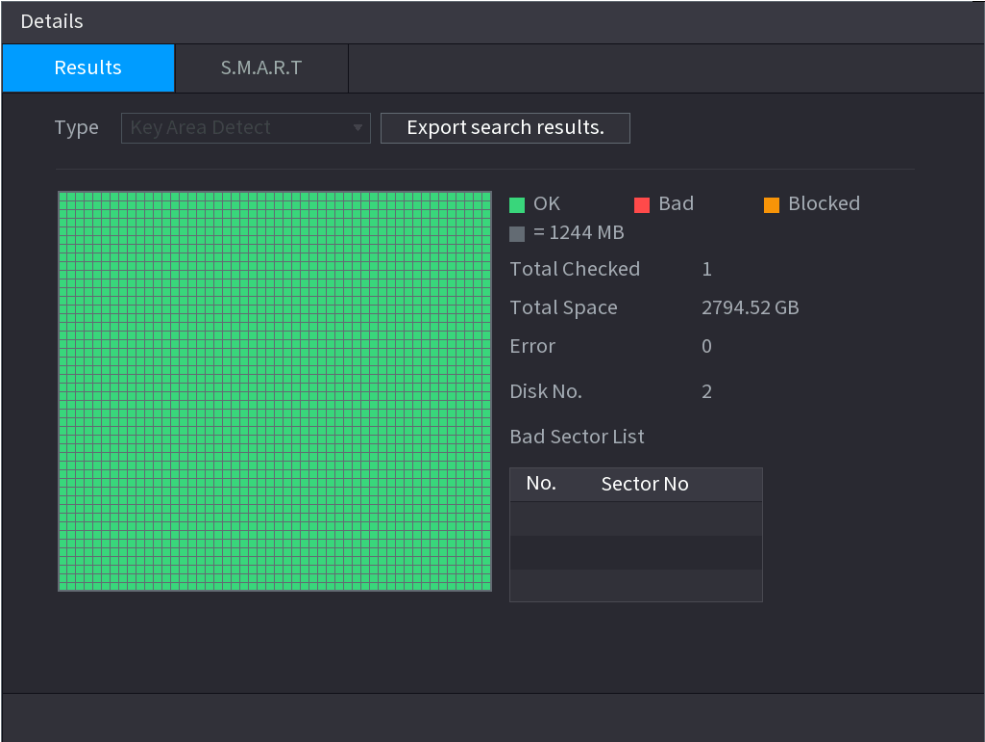 Details
Results S.M.A.R.T
Type Key Area Detect Export search results.
OK Bad Blocked
= 1244 MB
Total Checked 1
Total Space 2794.52 GB
Error 0
Disk No. 2
Bad Sector List
No. Sector No